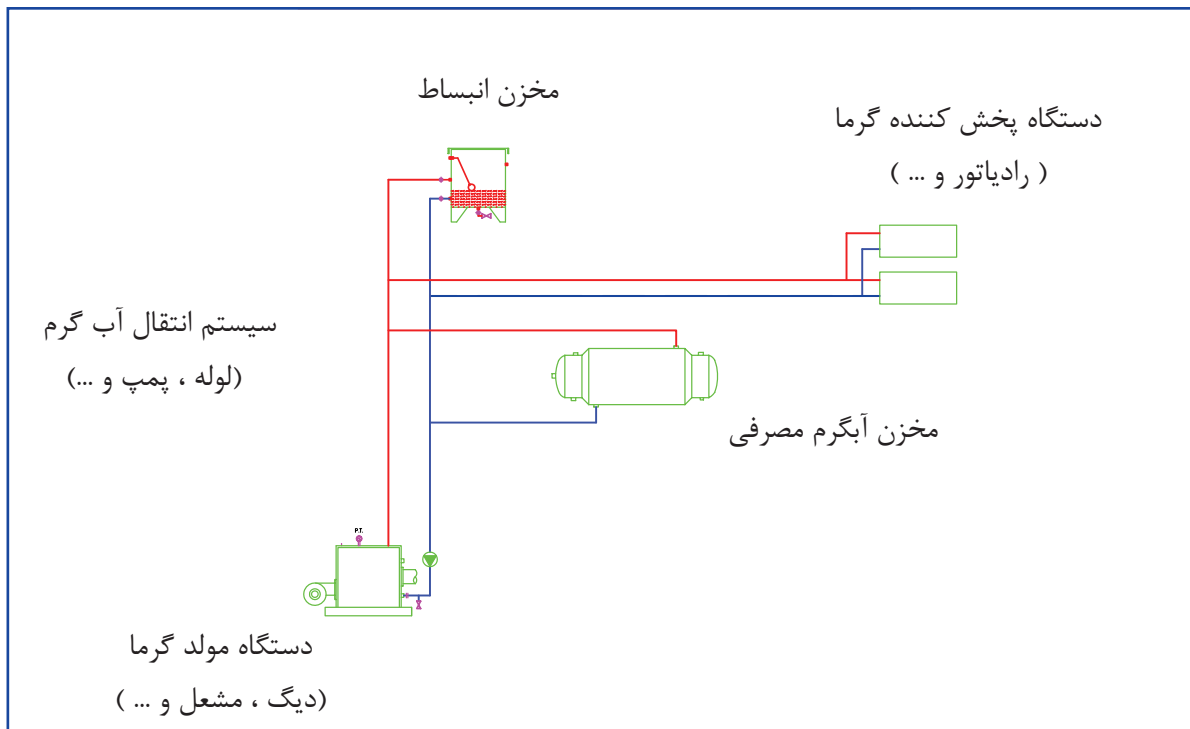 مخزن انبساط
دستگاه پخش کننده گرما
( رادیاتور و ... )
سیستم انتقال آب گرم
(لوله ، پمپ و ...)
مخزن آبگرم مصرفی
P.T.
دستگاه مولد گرما
(دیگ ، مشعل و ... )